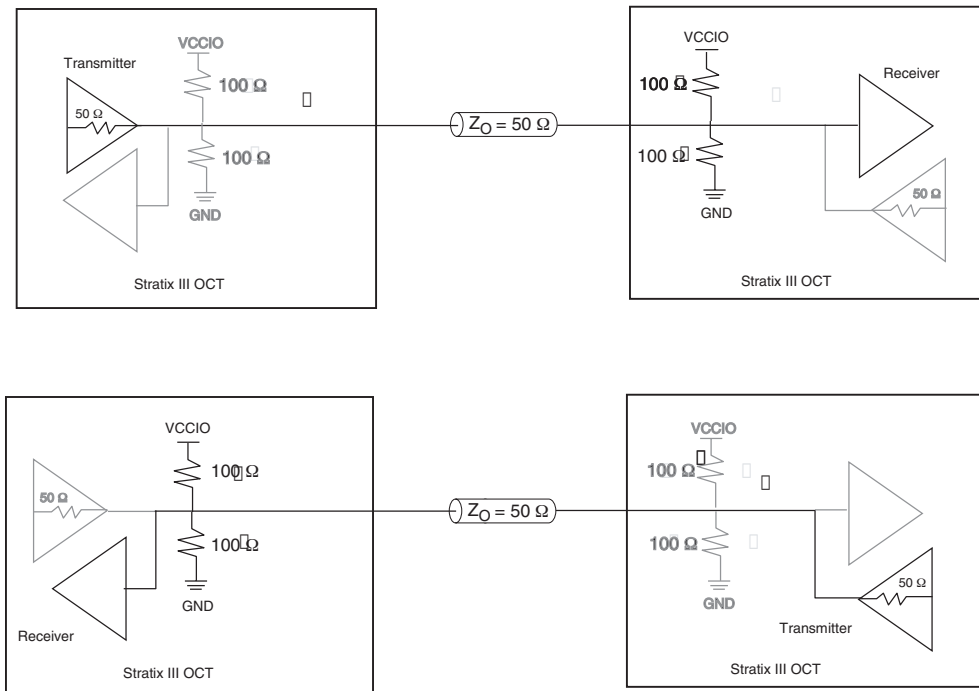 VCCIO
Transmitter
100 Ω
50 Ω
100 Ω
GND
Stratix III OCT
Z_O = 50 Ω
VCCIO
Receiver
100 Ω
100 Ω
50 Ω
GND
Stratix III OCT
VCCIO
100 Ω
50 Ω
100 Ω
GND
Receiver
Stratix III OCT
Z_O = 50 Ω
VCCIO
100 Ω
100 Ω
50 Ω
GND
Transmitter
Stratix III OCT